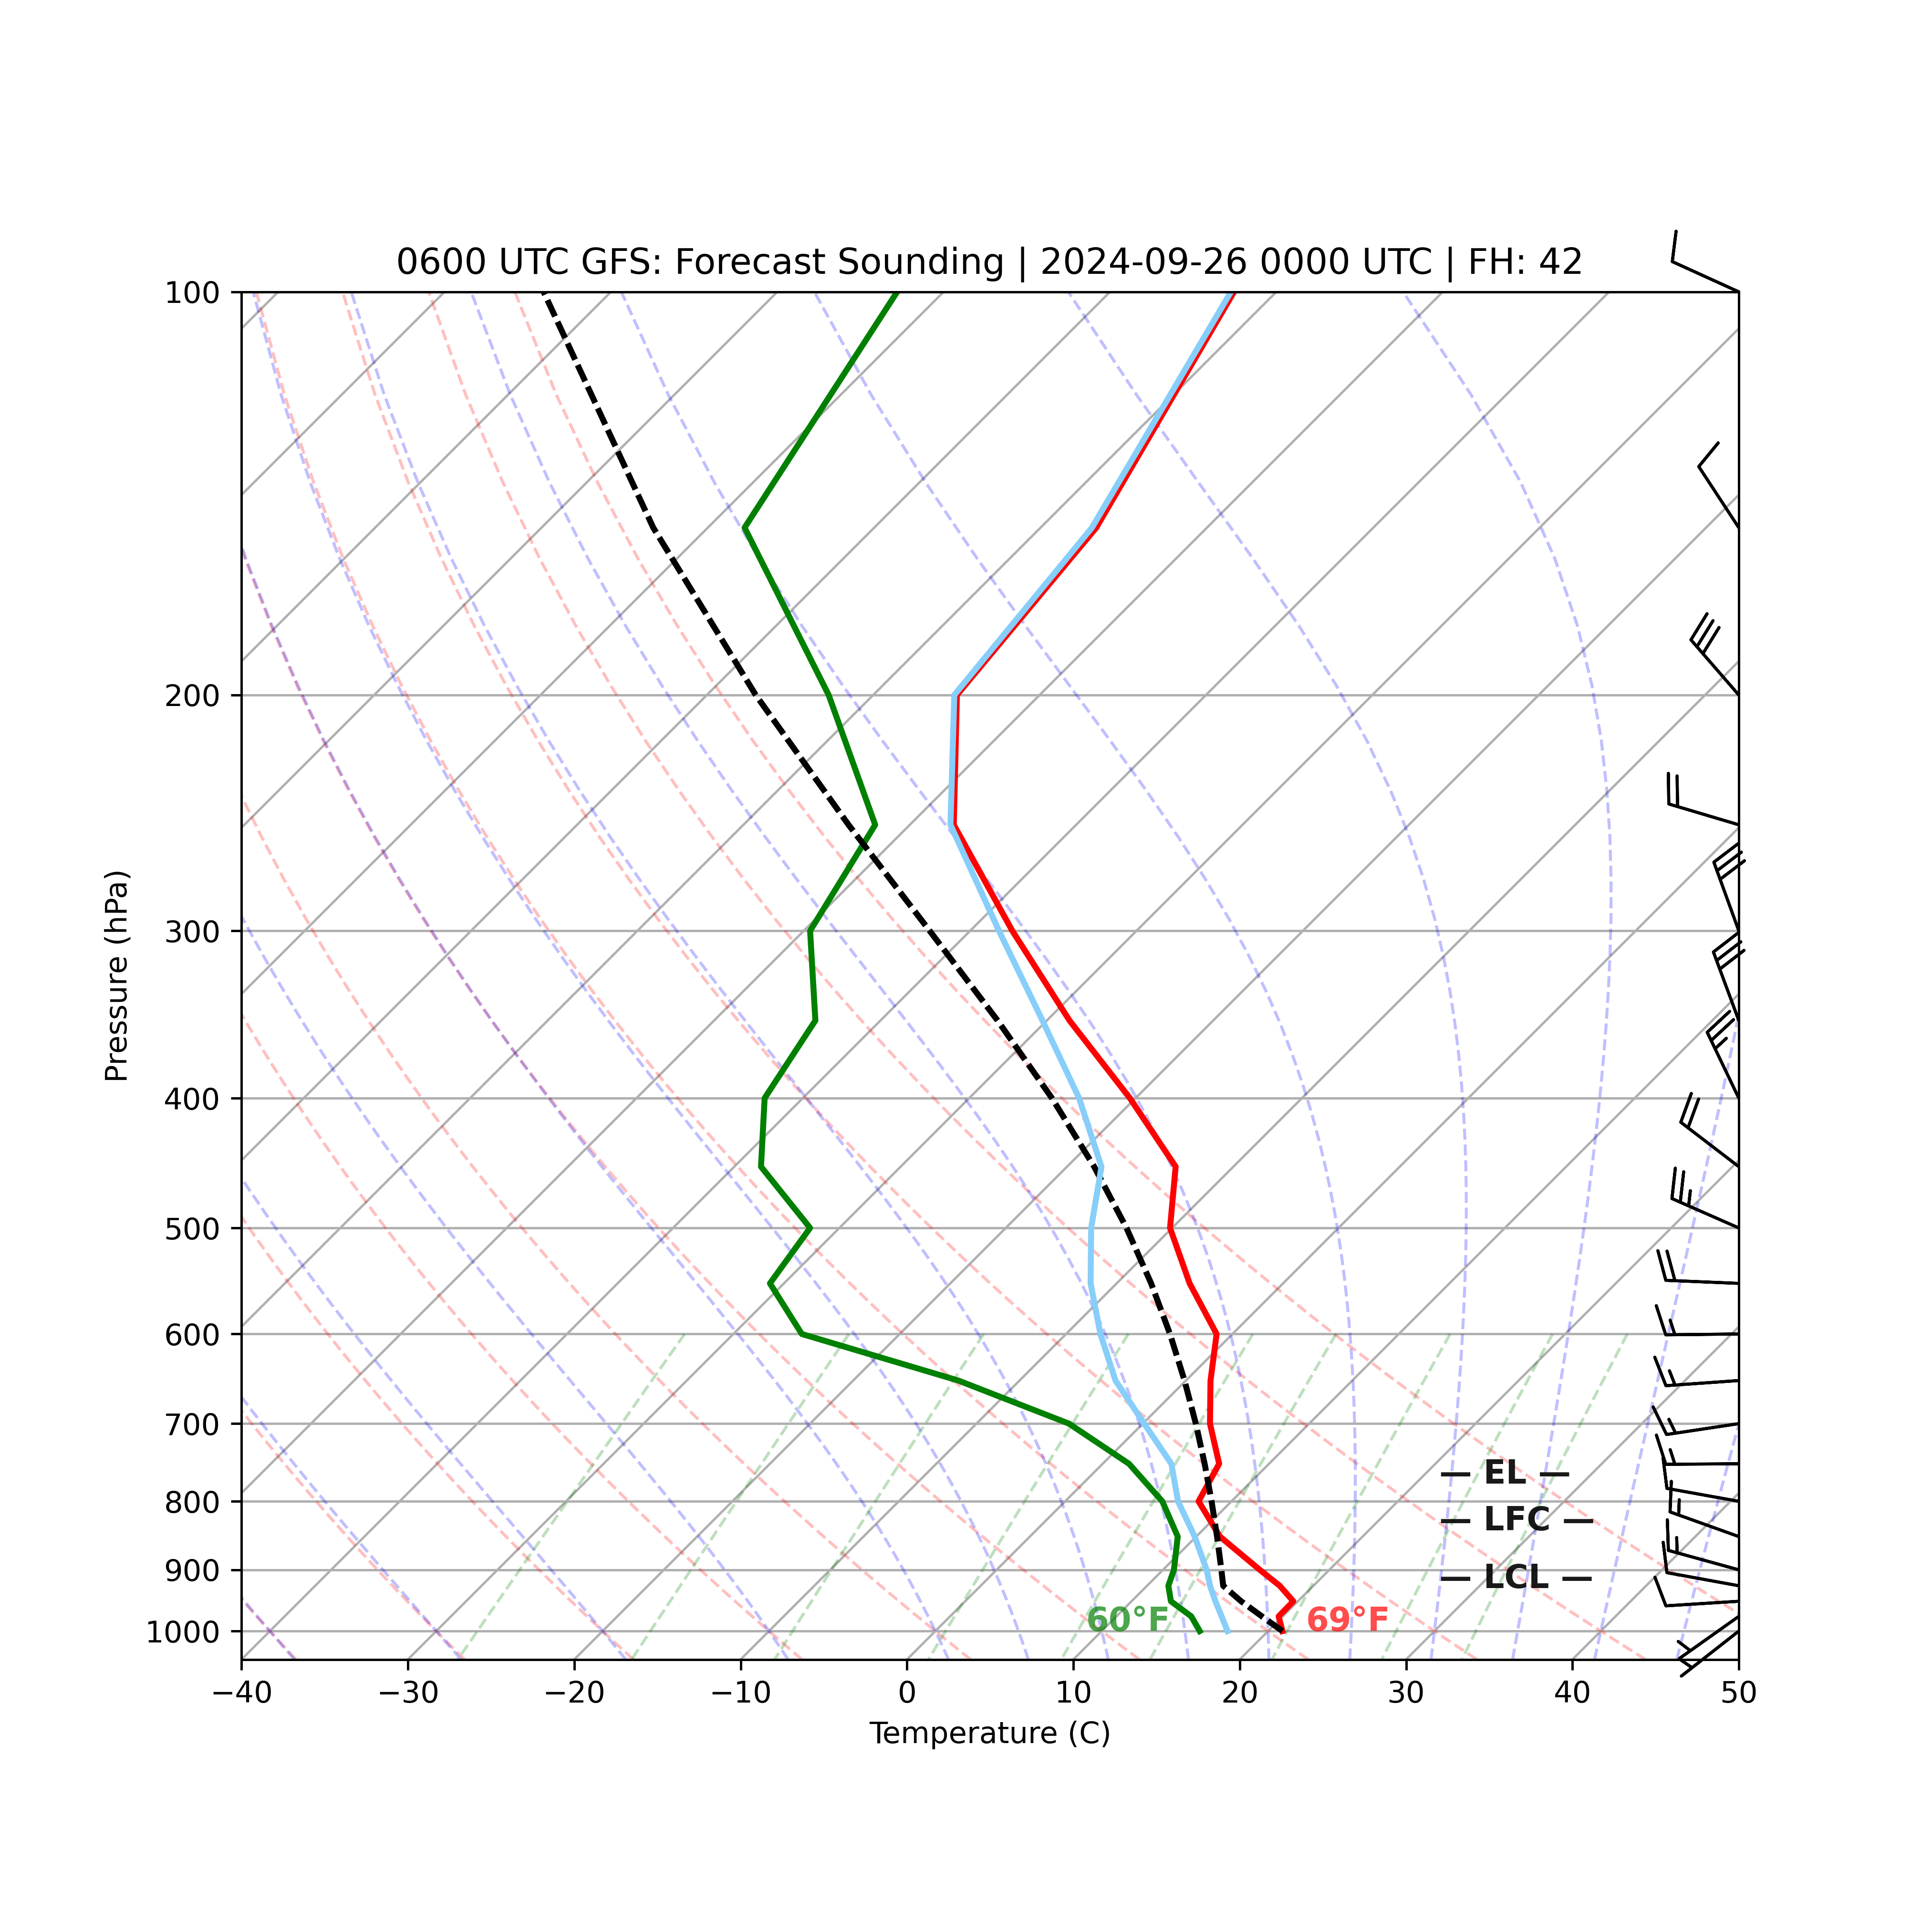 0600 UTC GFS: Forecast Sounding | 2024-09-26 0000 UTC | FH: 42
100
200
300
400
500
600
700
800
900
1000
Pressure (hPa)
— EL —
— LFC —
— LCL —
60°F
69°F
−40 −30 −20 −10 0 10 20 30 40 50
Temperature (C)